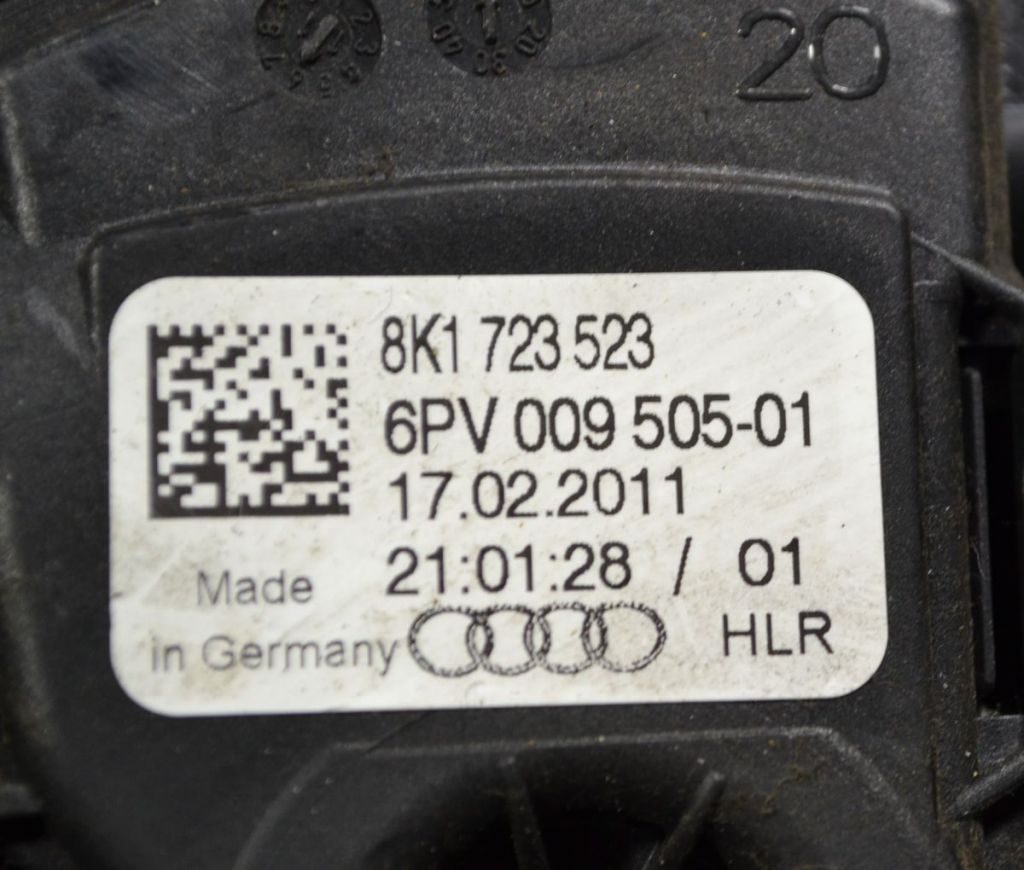 20
8K1 723 523
6PV 009 505-01
17.02.2011
21:01:28 / 01
Made
in Germany
HLR